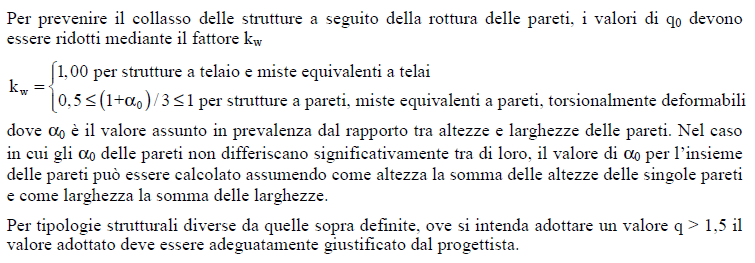 Per prevenire il collasso delle strutture a seguito della rottura delle pareti, i valori di q₀ devono
essere ridotti mediante il fattore kw
kw = { 1,00 per strutture a telaio e miste equivalenti a telai
0,5 ≤ (1+α₀)/3 ≤ 1 per strutture a pareti, miste equivalenti a pareti, torsionalmente deformabili
dove α₀ è il valore assunto in prevalenza dal rapporto tra altezze e larghezze delle pareti. Nel caso
in cui gli α₀ delle pareti non differiscano significativamente tra di loro, il valore di α₀ per l'insieme
delle pareti può essere calcolato assumendo come altezza la somma delle altezze delle singole pareti
e come larghezza la somma delle larghezze.
Per tipologie strutturali diverse da quelle sopra definite, ove si intenda adottare un valore q > 1,5 il
valore adottato deve essere adeguatamente giustificato dal progettista.